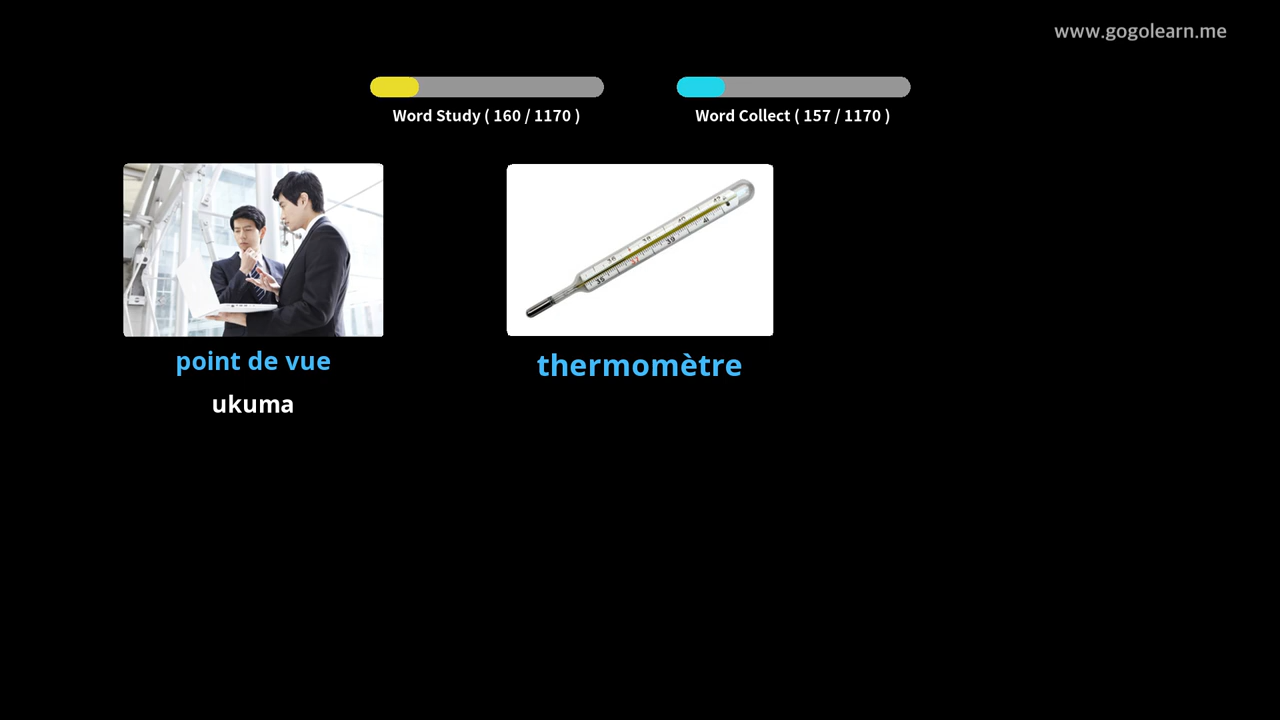 www.gogolearn.me
Word Study ( 160 / 1170 )
Word Collect ( 157 / 1170 )
point de vue
ukuma
thermomètre